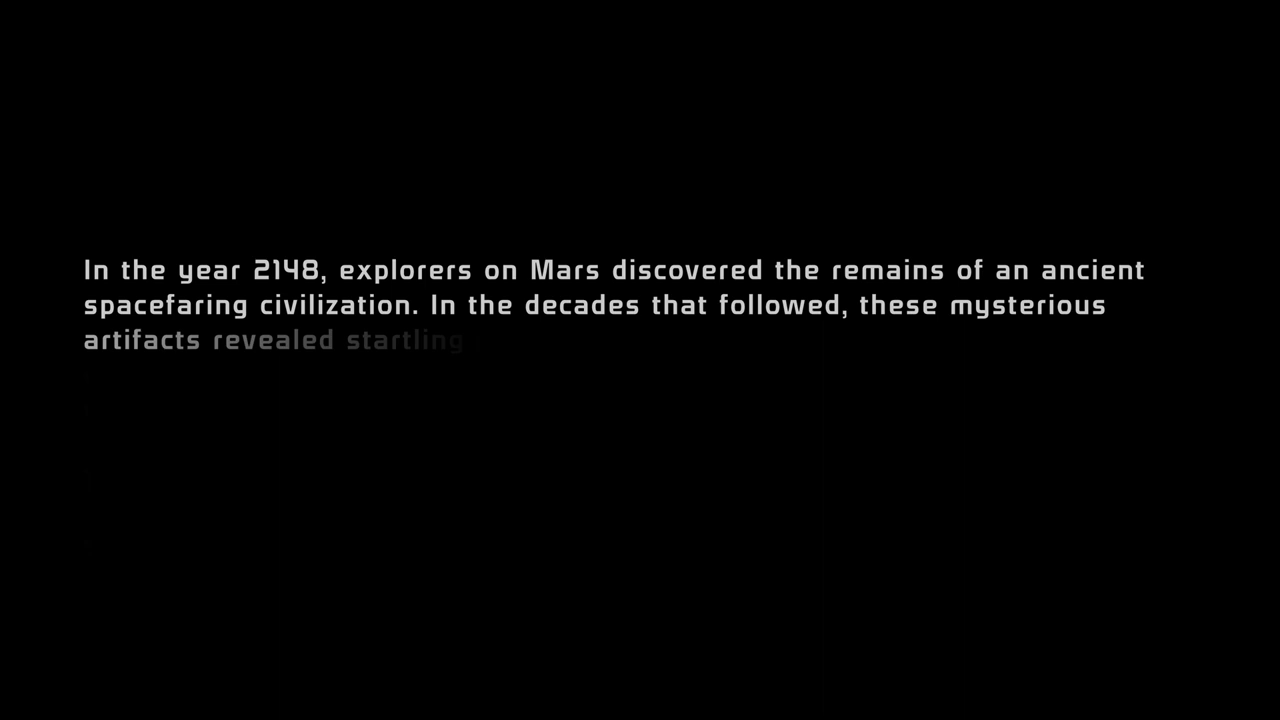 In the year 2148, explorers on Mars discovered the remains of an ancient
spacefaring civilization. In the decades that followed, these mysterious
artifacts revealed startling